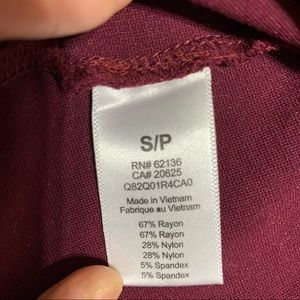 S/P
RN# 62136
CA# 20625
Q82Q01R4CA0
Made in Vietnam
Fabrique au Vietnam
67% Rayon
67% Rayon
28% Nylon
28% Nylon
5% Spandex
5% Spandex